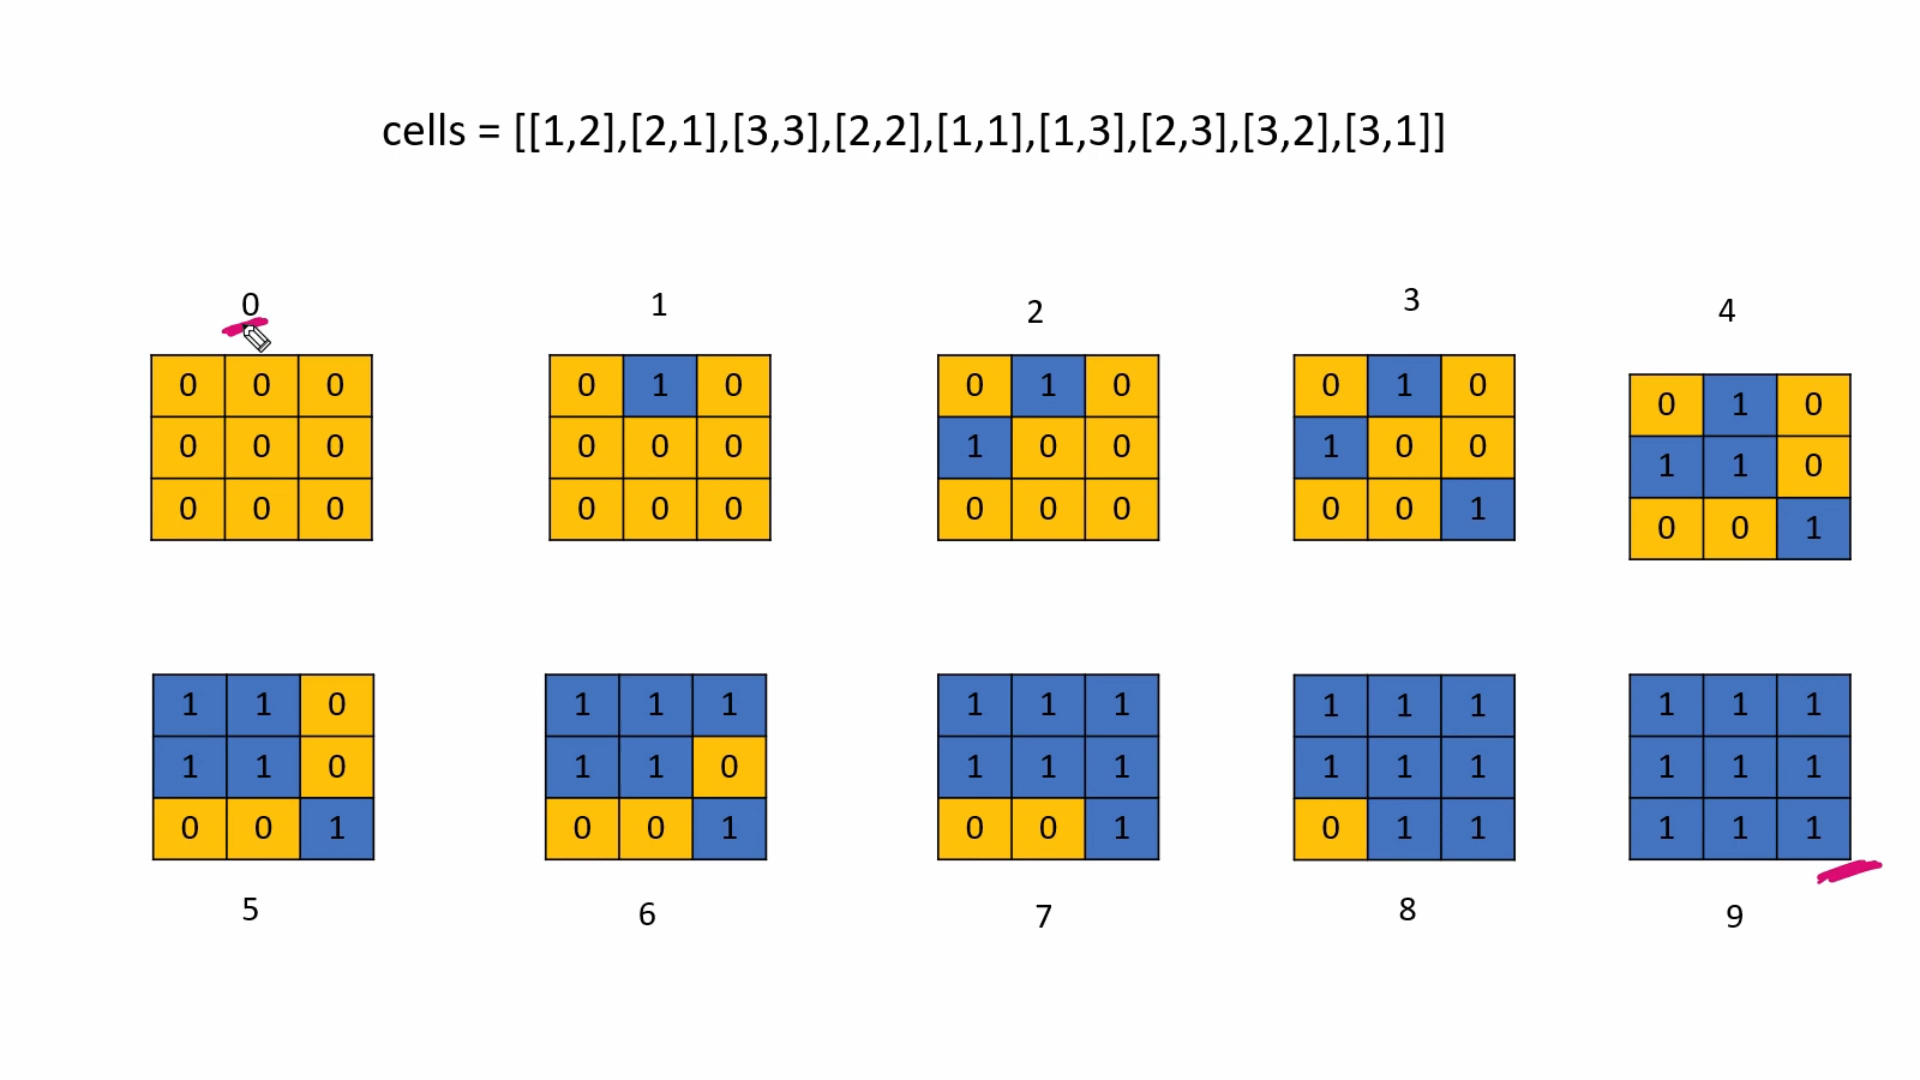 cells = [[1,2],[2,1],[3,3],[2,2],[1,1],[1,3],[2,3],[3,2],[3,1]]
0 1 2 3 4
0 0 0 0 1 0 0 1 0 0 1 0 0 1 0
0 0 0 0 0 0 1 0 0 1 0 0 1 1 0
0 0 0 0 0 0 0 0 0 0 0 1 0 0 1
1 1 0 1 1 1 1 1 1 1 1 1 1 1 1
1 1 0 1 1 0 1 1 1 1 1 1 1 1 1
0 0 1 0 0 1 0 0 1 0 1 1 1 1 1
5 6 7 8 9